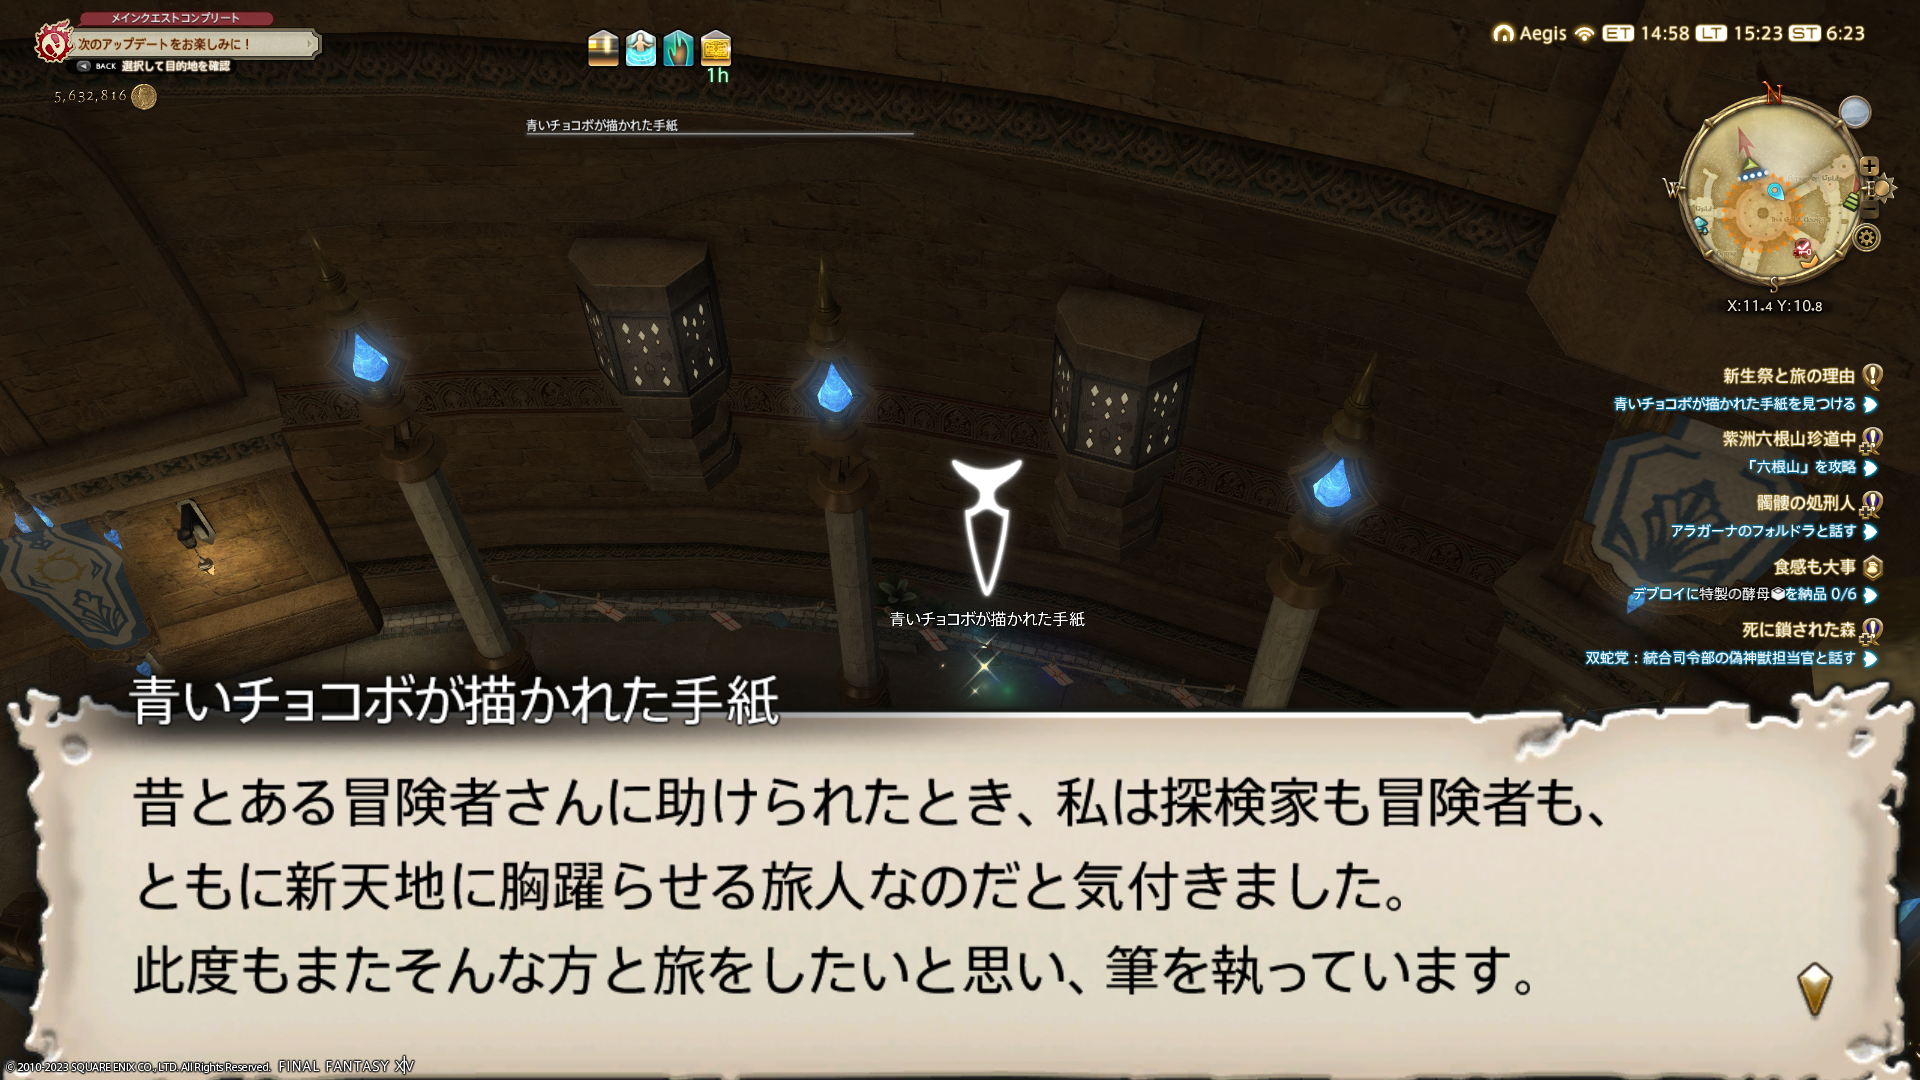 メインクエストコンプリート
次のアップデートをお楽しみに!
BACK 選択して目的地を確認
5,632,816
1h
青いチョコボが描かれた手紙
Aegis ET 14:58 LT 15:23 ST 6:23
N
W
E
S
X:11.4 Y:10.8
新生祭と旅の理由
青いチョコボが描かれた手紙を見つける
紫洲六根山珍道中
「六根山」を攻略
髑髏の処刑人
アラガーナのフォルドラと話す
食感も大事
デブロイに特製の酵母を納品 0/6
死に鎖された森
双蛇党:統合司令部の偽神獣担当官と話す
青いチョコボが描かれた手紙
青いチョコボが描かれた手紙
昔とある冒険者さんに助けられたとき、私は探検家も冒険者も、
ともに新天地に胸躍らせる旅人なのだと気付きました。
此度もまたそんな方と旅をしたいと思い、筆を執っています。
© 2010-2023 SQUARE ENIX CO., LTD. All Rights Reserved. FINAL FANTASY XIV